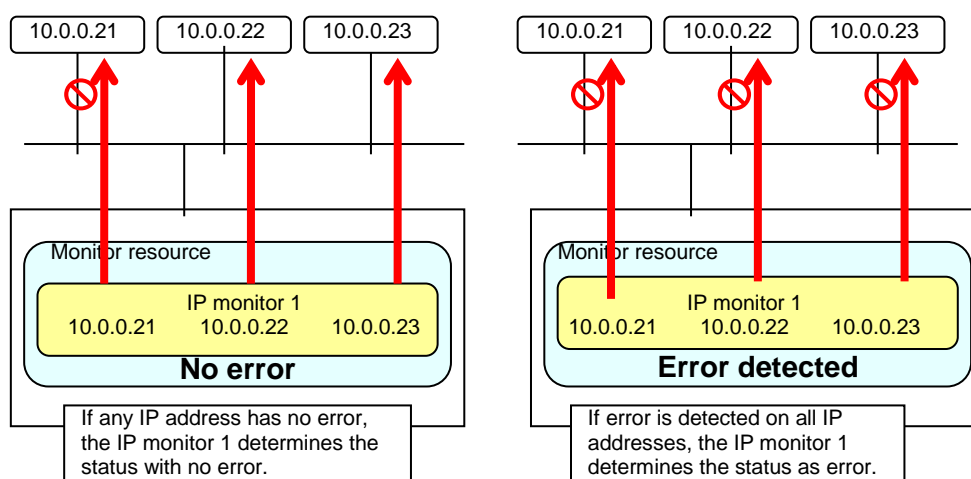 10.0.0.21 10.0.0.22 10.0.0.23
Monitor resource
IP monitor 1
10.0.0.21 10.0.0.22 10.0.0.23
No error
If any IP address has no error,
the IP monitor 1 determines the
status with no error.
10.0.0.21 10.0.0.22 10.0.0.23
Monitor resource
IP monitor 1
10.0.0.21 10.0.0.22 10.0.0.23
Error detected
If error is detected on all IP
addresses, the IP monitor 1
determines the status as error.